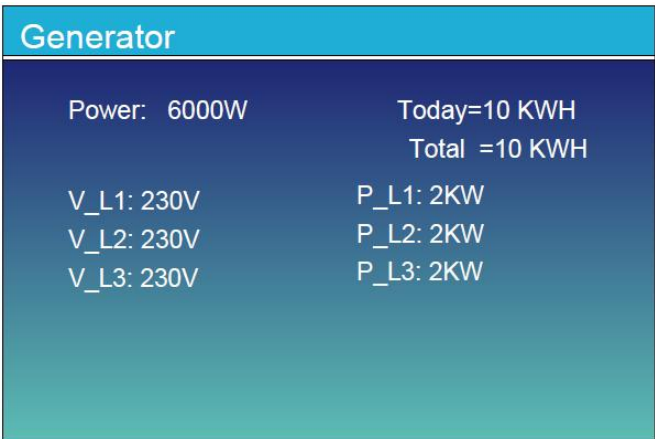 Generator
Power: 6000W Today=10 KWH
Total =10 KWH
V_L1: 230V P_L1: 2KW
V_L2: 230V P_L2: 2KW
V_L3: 230V P_L3: 2KW